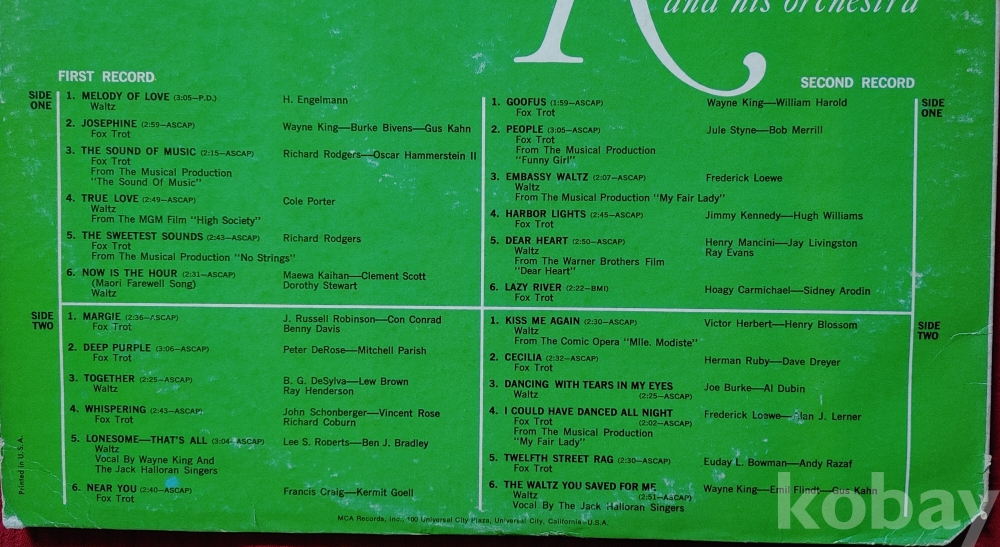 and his orchestra
FIRST RECORD
SIDE
ONE
1. MELODY OF LOVE (3:05—P.D.) H. Engelmann
Waltz
2. JOSEPHINE (2:59—ASCAP) Wayne King—Burke Bivens—Gus Kahn
Fox Trot
3. THE SOUND OF MUSIC (2:15—ASCAP) Richard Rodgers—Oscar Hammerstein II
Fox Trot
From The Musical Production
"The Sound Of Music"
4. TRUE LOVE (2:49—ASCAP) Cole Porter
Waltz
From The MGM Film "High Society"
5. THE SWEETEST SOUNDS (2:43—ASCAP) Richard Rodgers
Fox Trot
From The Musical Production "No Strings"
6. NOW IS THE HOUR (2:31—ASCAP) Maewa Kaihan—Clement Scott
(Maori Farewell Song) Dorothy Stewart
Waltz
SIDE
TWO
1. MARGIE (2:36—ASCAP) J. Russell Robinson—Con Conrad
Fox Trot Benny Davis
2. DEEP PURPLE (3:06—ASCAP) Peter DeRose—Mitchell Parish
Fox Trot
3. TOGETHER (2:25—ASCAP) B. G. DeSylva—Lew Brown
Waltz Ray Henderson
4. WHISPERING (2:43—ASCAP) John Schonberger—Vincent Rose
Fox Trot Richard Coburn
5. LONESOME—THAT'S ALL (3:04—ASCAP) Lee S. Roberts—Ben J. Bradley
Waltz
Vocal By Wayne King And
The Jack Halloran Singers
6. NEAR YOU (2:40—ASCAP) Francis Craig—Kermit Goell
Fox Trot
SECOND RECORD
SIDE
ONE
1. GOOFUS (1:59—ASCAP) Wayne King—William Harold
Fox Trot
2. PEOPLE (3:05—ASCAP) Jule Styne—Bob Merrill
Fox Trot
From The Musical Production
"Funny Girl"
3. EMBASSY WALTZ (2:07—ASCAP) Frederick Loewe
Waltz
From The Musical Production "My Fair Lady"
4. HARBOR LIGHTS (2:45—ASCAP) Jimmy Kennedy—Hugh Williams
Fox Trot
5. DEAR HEART (2:50—ASCAP) Henry Mancini—Jay Livingston
Waltz Ray Evans
From The Warner Brothers Film
"Dear Heart"
6. LAZY RIVER (2:22—BMI) Hoagy Carmichael—Sidney Arodin
Fox Trot
SIDE
TWO
1. KISS ME AGAIN (2:30—ASCAP) Victor Herbert—Henry Blossom
Waltz
From The Comic Opera "Mlle. Modiste"
2. CECILIA (2:32—ASCAP) Herman Ruby—Dave Dreyer
Fox Trot
3. DANCING WITH TEARS IN MY EYES Joe Burke—Al Dubin
Waltz (2:25—ASCAP)
4. I COULD HAVE DANCED ALL NIGHT Frederick Loewe—Alan J. Lerner
Fox Trot (2:02—ASCAP)
From The Musical Production
"My Fair Lady"
5. TWELFTH STREET RAG (2:30—ASCAP) Euday L. Bowman—Andy Razaf
Fox Trot
6. THE WALTZ YOU SAVED FOR ME Wayne King—Emil Flindt—Gus Kahn
Waltz (2:51—ASCAP)
Vocal By The Jack Halloran Singers
Printed in U.S.A.
MCA Records, Inc., 100 Universal City Plaza, Universal City, California—U.S.A.
kobay